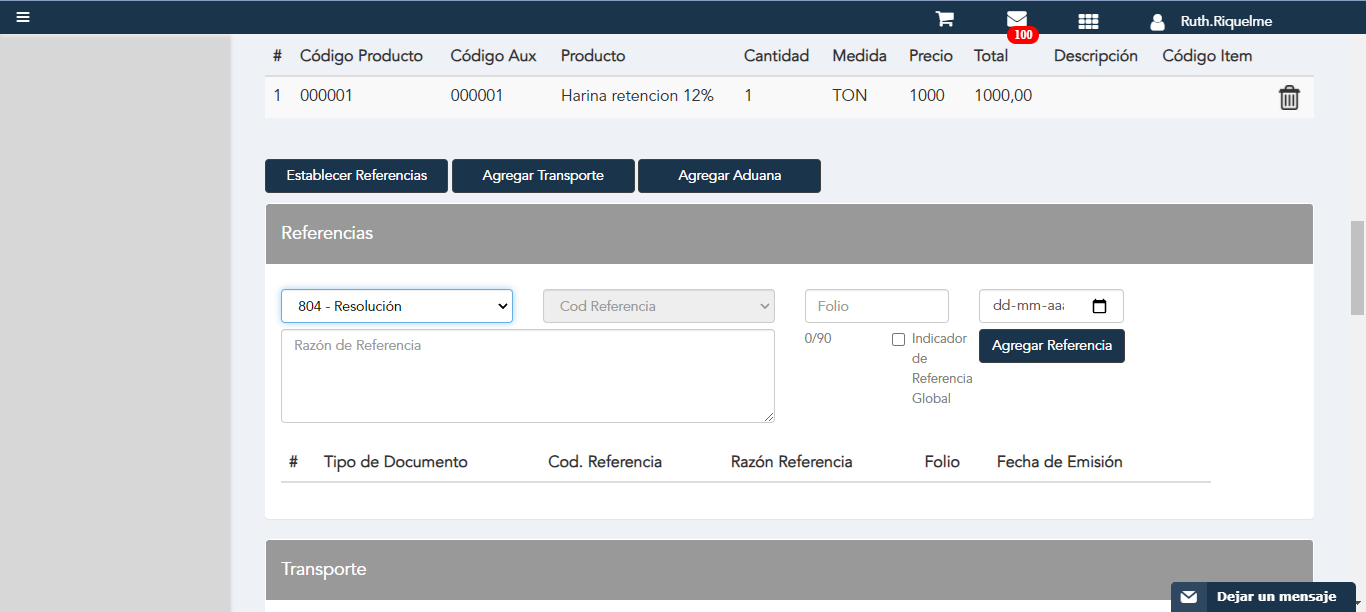 Ruth.Riquelme
100
# Código Producto Código Aux Producto Cantidad Medida Precio Total Descripción Código Item
1 000001 000001 Harina retencion 12% 1 TON 1000 1000,00
Establecer Referencias Agregar Transporte Agregar Aduana
Referencias
804 - Resolución Cod Referencia Folio dd-mm-aaa
Razón de Referencia 0/90 Indicador Agregar Referencia
de
Referencia
Global
# Tipo de Documento Cod. Referencia Razón Referencia Folio Fecha de Emisión
Transporte
Dejar un mensaje